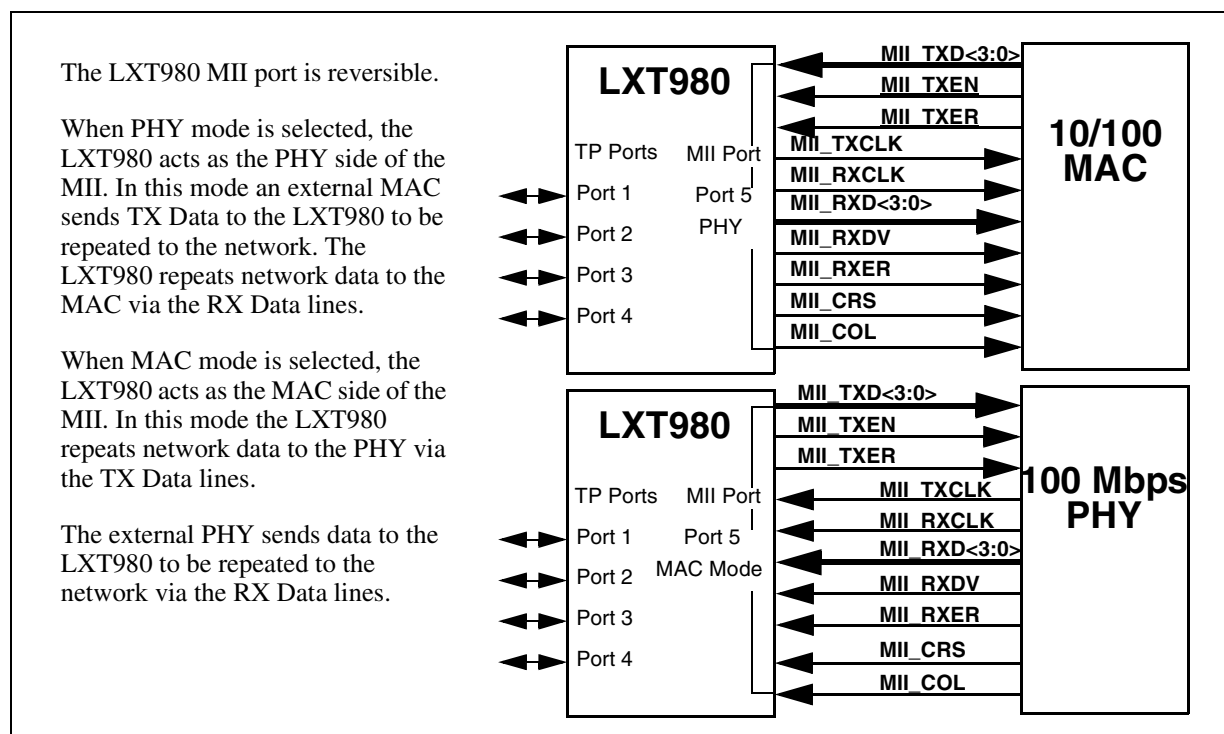 The LXT980 MII port is reversible.
When PHY mode is selected, the
LXT980 acts as the PHY side of the
MII. In this mode an external MAC
sends TX Data to the LXT980 to be
repeated to the network. The
LXT980 repeats network data to the
MAC via the RX Data lines.
When MAC mode is selected, the
LXT980 acts as the MAC side of the
MII. In this mode the LXT980
repeats network data to the PHY via
the TX Data lines.
The external PHY sends data to the
LXT980 to be repeated to the
network via the RX Data lines.
LXT980
TP Ports
Port 1
Port 2
Port 3
Port 4
MII Port
Port 5
PHY
MII_TXD<3:0>
MII_TXEN
MII_TXER
MII_TXCLK
MII_RXCLK
MII_RXD<3:0>
MII_RXDV
MII_RXER
MII_CRS
MII_COL
10/100
MAC
LXT980
TP Ports
Port 1
Port 2
Port 3
Port 4
MII Port
Port 5
MAC Mode
MII_TXD<3:0>
MII_TXEN
MII_TXER
MII_TXCLK
MII_RXCLK
MII_RXD<3:0>
MII_RXDV
MII_RXER
MII_CRS
MII_COL
100 Mbps
PHY